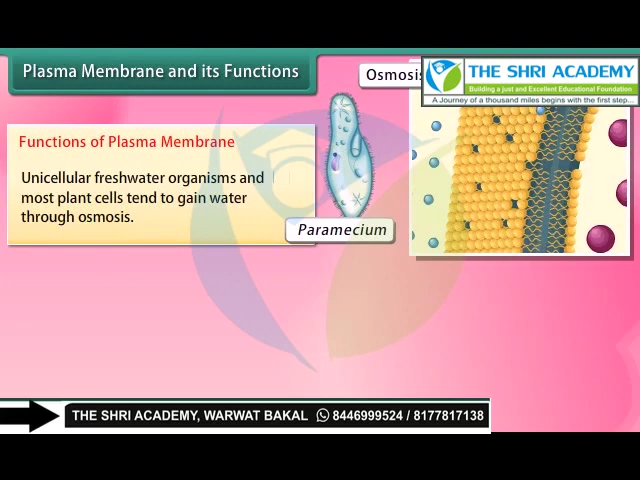 Plasma Membrane and its Functions
Osmosis
THE SHRI ACADEMY
Building a just and Excellent Educational Foundation
A Journey of a thousand miles begins with the first step...
Functions of Plasma Membrane
Unicellular freshwater organisms and
most plant cells tend to gain water
through osmosis.
Paramecium
THE SHRI ACADEMY, WARWAT BAKAL 8446999524 / 8177817138